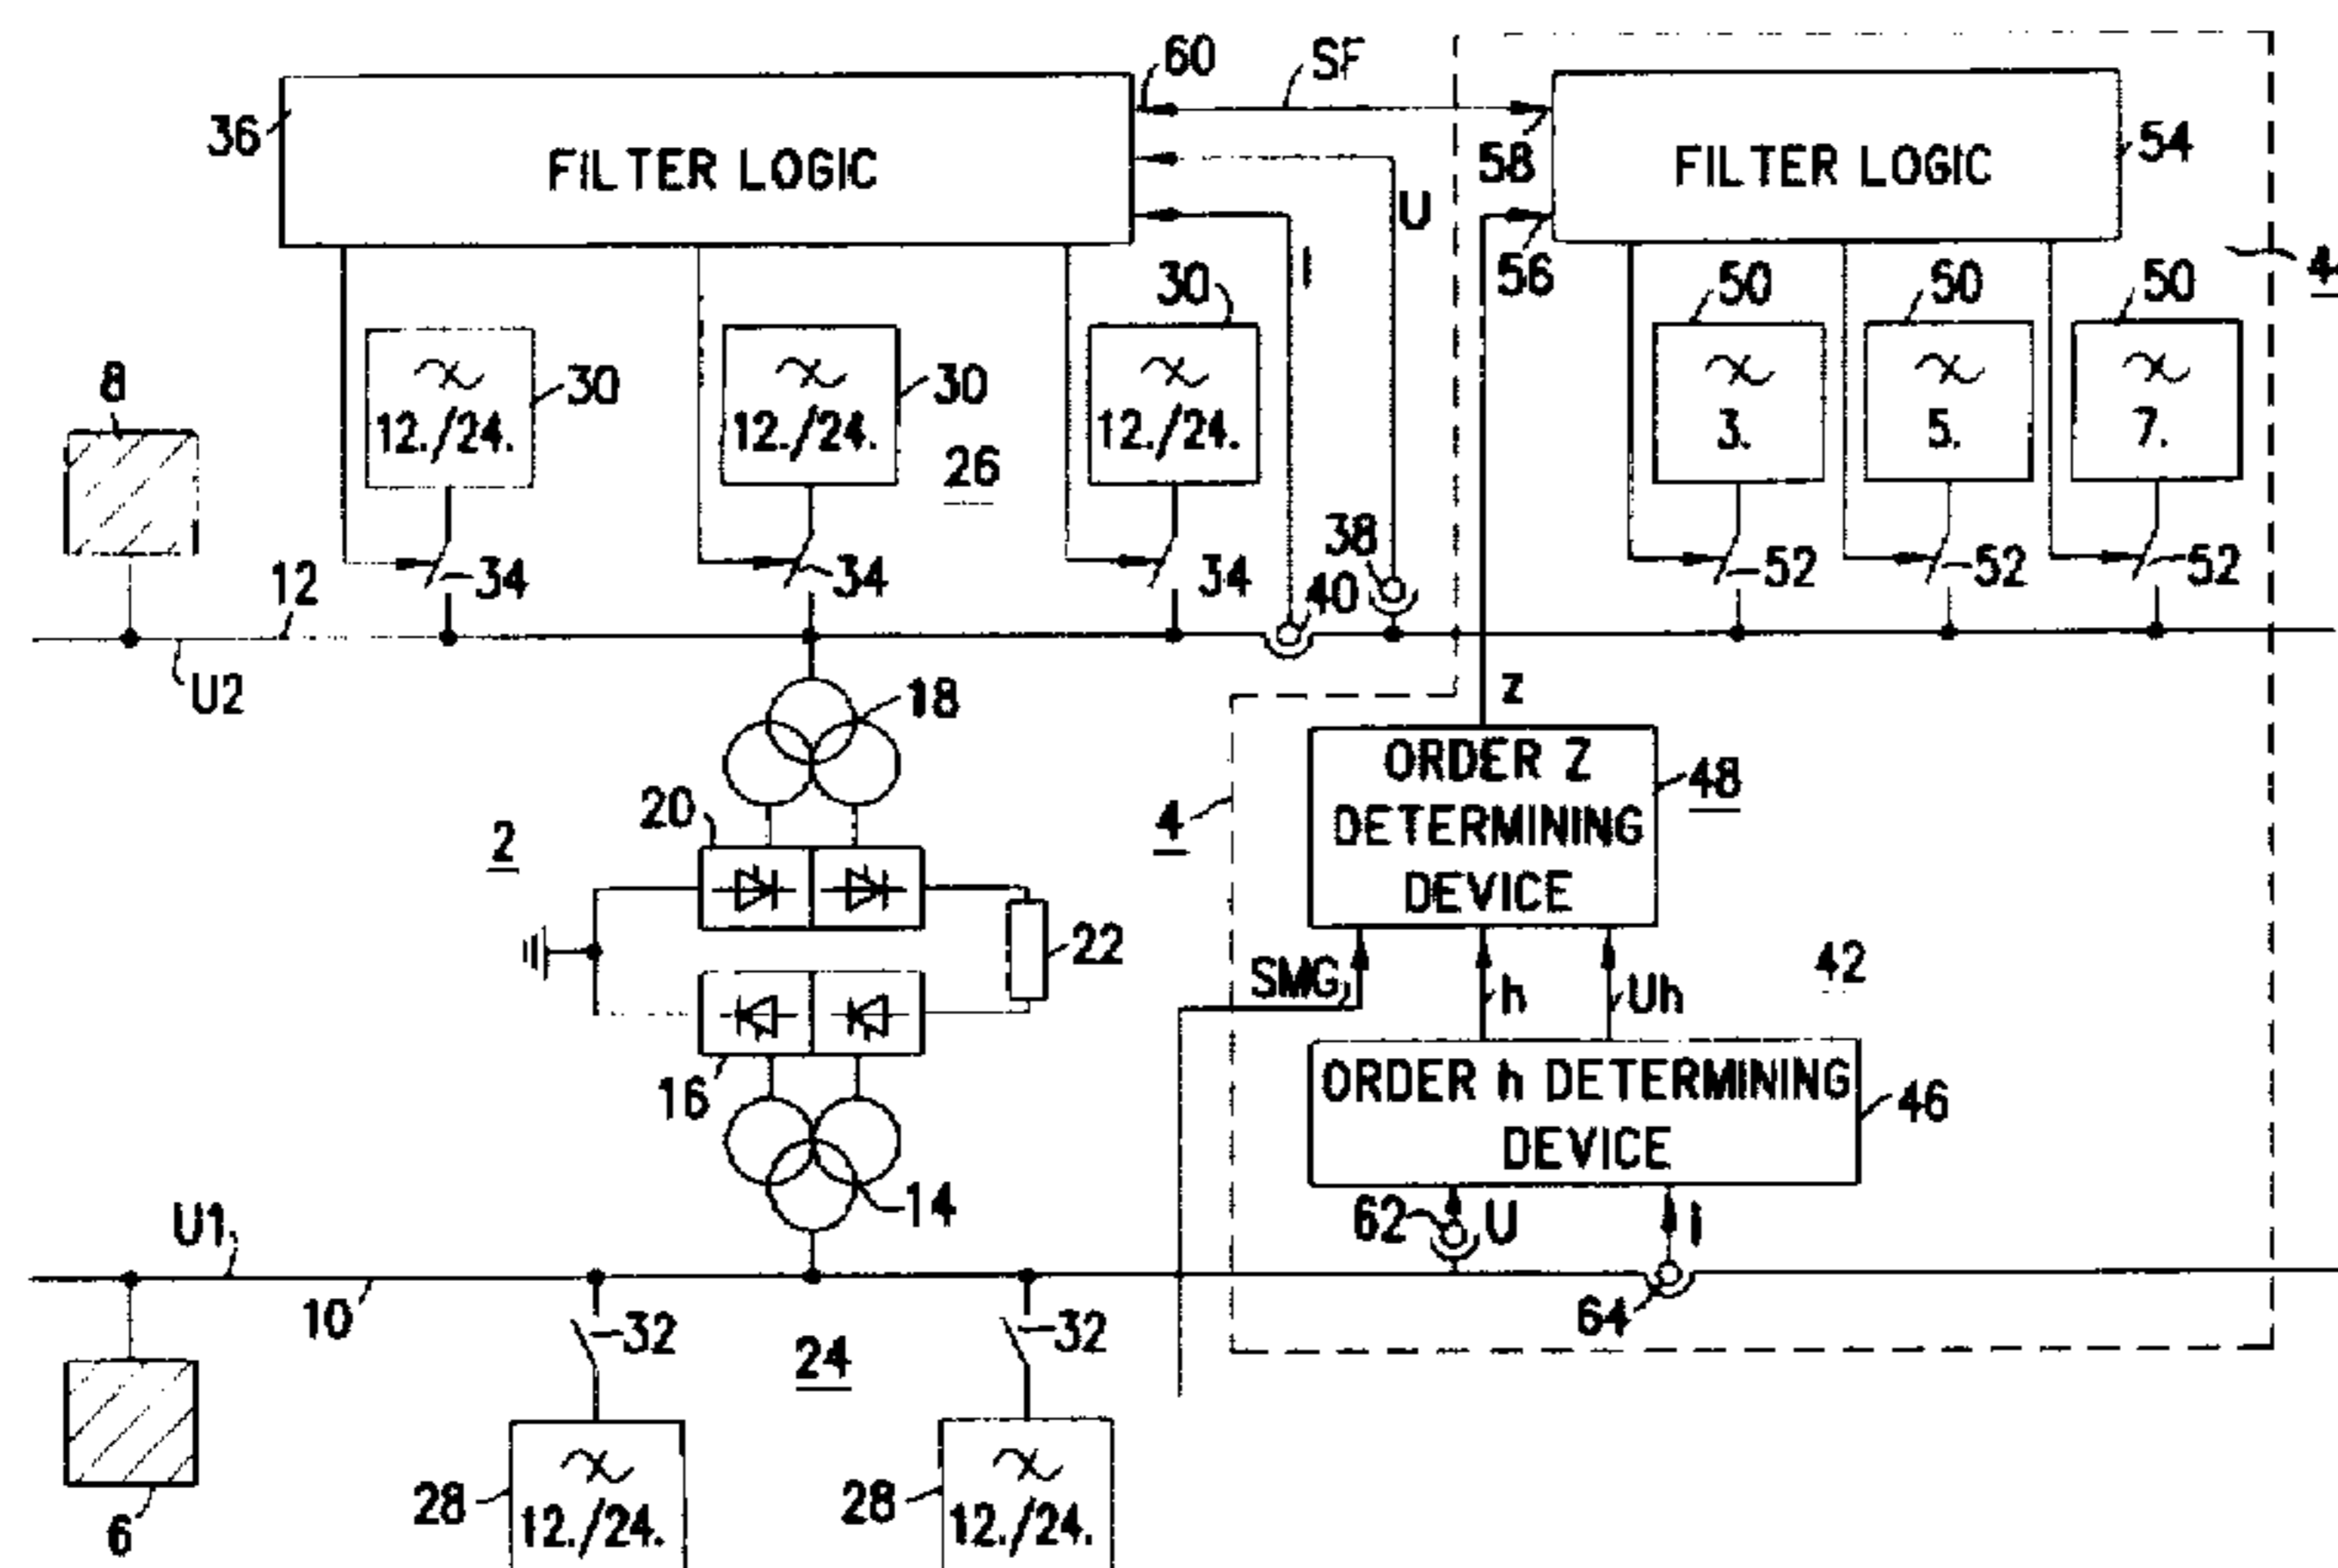 60
SF
36
FILTER LOGIC
58
FILTER LOGIC
54
U
56
I
30
50
50
50
8
12./24.
30
12./24.
30
12./24.
26
3.
5.
7.
38
12
34
34
34
40
52
52
52
U2
z
18
ORDER Z
DETERMINING
DEVICE
48
20
4
2
22
SMG
h
Uh
42
16
ORDER h DETERMINING
DEVICE
46
14
62
U
I
U1
10
64
32
24
32
6
28
12./24.
28
12./24.